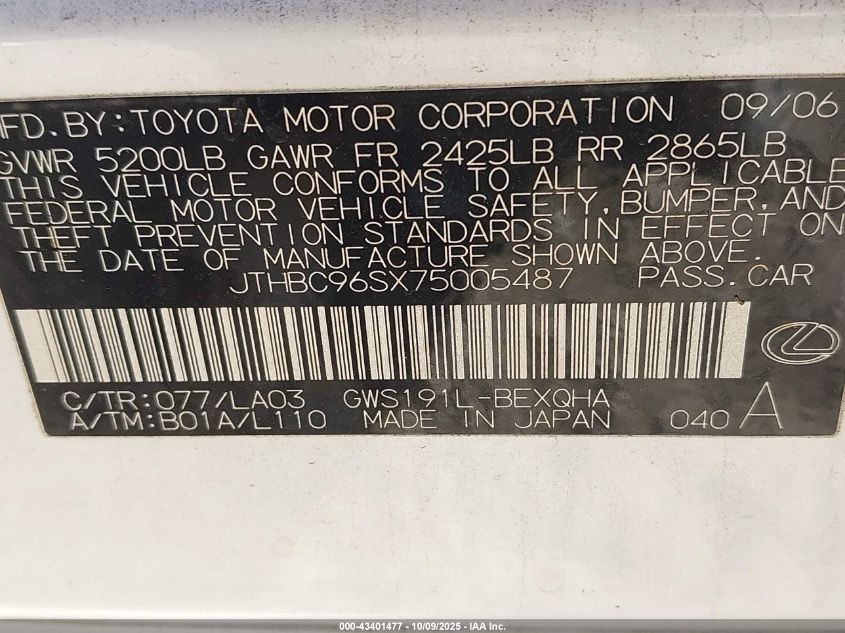 MFD. BY: TOYOTA MOTOR CORPORATION 09/06
GVWR 5200LB GAWR FR 2425LB RR 2865LB
THIS VEHICLE CONFORMS TO ALL APPLICABLE
FEDERAL MOTOR VEHICLE SAFETY, BUMPER, AND
THEFT PREVENTION STANDARDS IN EFFECT ON
THE DATE OF MANUFACTURE SHOWN ABOVE.
JTHBC96SX75005487 PASS. CAR
C/TR: 077/LA03 GWS191L-BEXQHA
A/TM: B01A/L110 MADE IN JAPAN 040 A
000-43401477 - 10/09/2025 - IAA Inc.